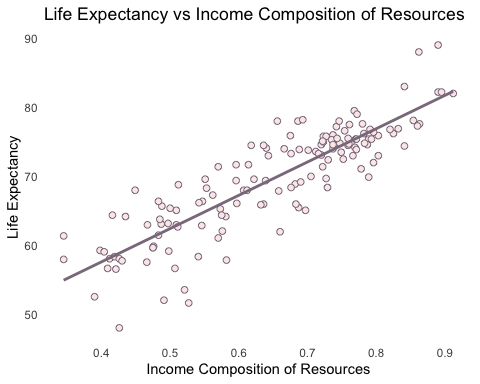 Life Expectancy vs Income Composition of Resources
90
80
70
60
50
Life Expectancy
0.4 0.5 0.6 0.7 0.8 0.9
Income Composition of Resources